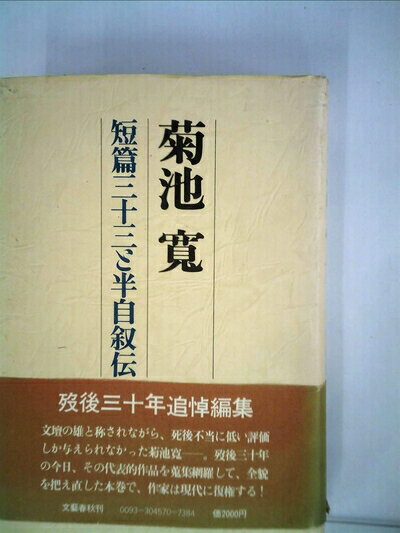 菊池 寛
短篇三十三と半自叙伝
歿後三十年追悼編集
文壇の雄と称されながら、死後不当に低い評価
しか与えられなかった菊池寛――。歿後三十年
の今日、その代表的作品を蒐集網羅して、全貌
を把え直した本巻で、作家は現代に復権する!
文藝春秋刊 0093-304570-7384 価2000円